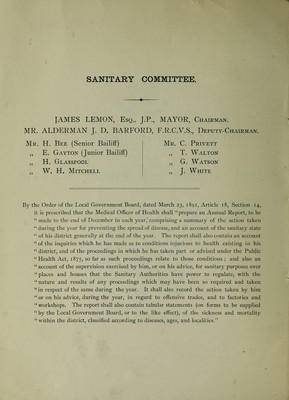 SANITARY COMMITTEE.
JAMES LEMON, Esq., J.P., MAYOR, Chairman.
MR. ALDERMAN J. D. BARFORD, F.R.C.V.S., Deputy-Chairman.
Mr. H. Bee (Senior Bailiff)
„ E. Gayton (Junior Bailiff)
„ H. Glasspool
„ W. H. Mitchell
Mr. C. Privett
„ T. Walton
„ G. Watson
„ J. White
By the Order of the Local Government Board, dated March 23, 1891, Article 18, Section 14,
it is prescribed that the Medical Officer of Health shall "prepare an Annual Report, to be
"made to the end of December in each year, comprising a summary of the action taken
"during the year for preventing the spread of disease, and an account of the sanitary state
"of his district generally at the end of the year. The report shall also contain an account
"of the inquiries which he has made as to conditions injurious to health existing in his
"district, and of the proceedings in which he has taken part or advised under the Public
"Health Act, 1875, so far as such proceedings relate to those conditions; and also an
"account of the supervision exercised by him, or on his advice, for sanitary purposes over
"places and houses that the Sanitary Authorities have power to regulate, with the
"nature and results of any proceedings which may have been so required and taken
"in respect of the same during the year. It shall also record the action taken by him
"or on his advice, during the year, in regard to offensive trades, and to factories and
"workshops. The report shall also contain tabular statements (on forms to be supplied
"by the Local Government Board, or to the like effect), of the sickness and mortality
"within the district, classified according to diseases, ages, and localities."